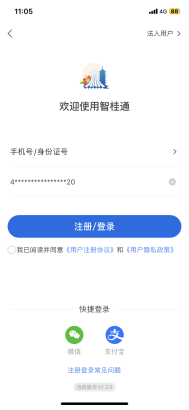 11:05
4G 88
法人用户
欢迎使用智桂通
手机号/身份证号
4****************20
注册/登录
我已阅读并同意《用户注册协议》和《用户隐私政策》
快捷登录
微信
支付宝
注册登录常见问题